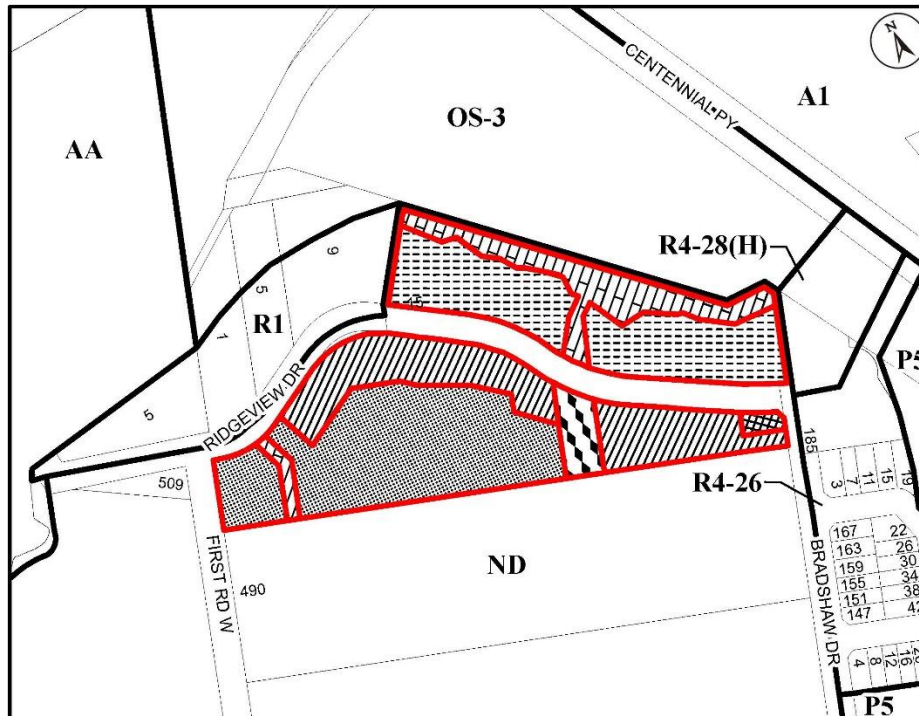 N
CENTENNIAL PY
A1
OS-3
AA
R4-28(H)
9
5
15
R1
1
P5
RIDGEVIEW DR
5
185
509
R4-26
3
7
11
15
19
FIRST RD W
ND
167
22
163
26
159
30
155
34
490
151
38
147
42
BRADSHAW DR
4
8
12
16
P5